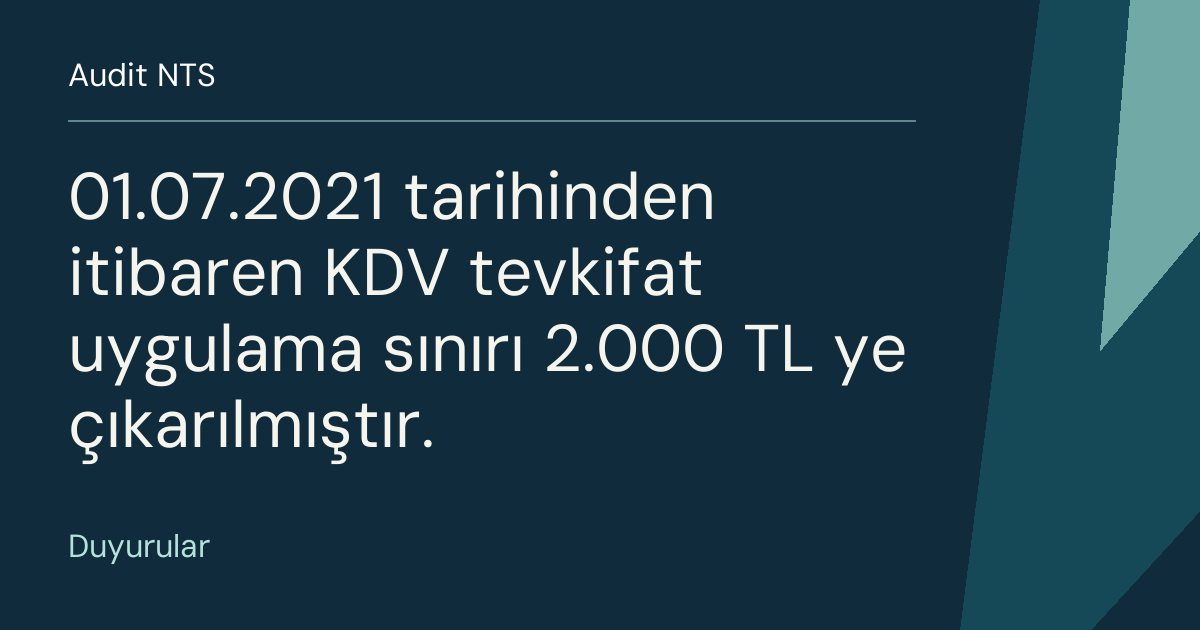 Audit NTS
01.07.2021 tarihinden
itibaren KDV tevkifat
uygulama sınırı 2.000 TL ye
çıkarılmıştır.
Duyurular